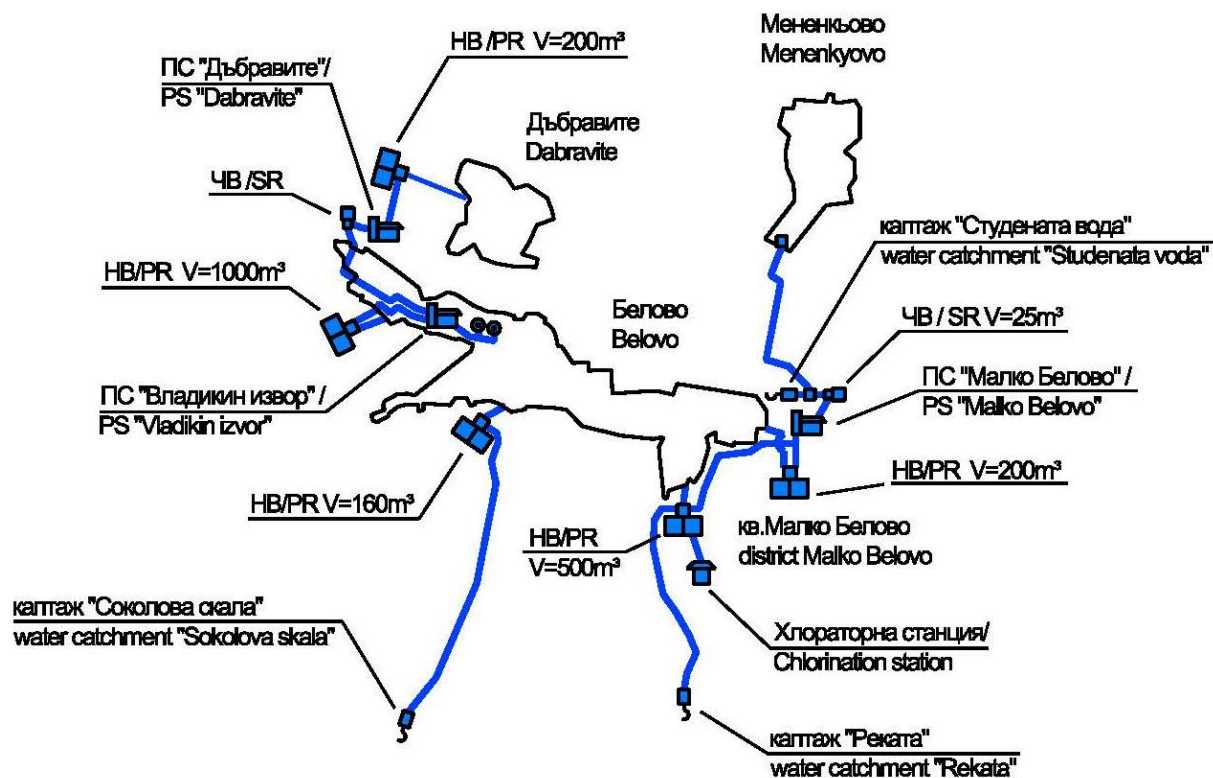 НВ /PR V=200m³
ПС "Дъбравите"/
PS "Dabravite"
Мененкьово
Menenkyovo
Дъбравите
Dabravite
ЧВ /SR
каптаж "Студената вода"
water catchment "Studenata voda"
НВ/PR V=1000m³
Белово
Belovo
ЧВ / SR V=25m³
ПС "Владикин извор" /
PS "Vladikin izvor"
ПС "Малко Белово" /
PS "Malko Belovo"
НВ/PR V=200m³
НВ/PR V=160m³
НВ/PR
V=500m³
кв.Малко Белово
district Malko Belovo
каптаж "Соколова скала"
water catchment "Sokolova skala"
Хлораторна станция/
Chlorination station
каптаж "Реката"
water catchment "Rekata"